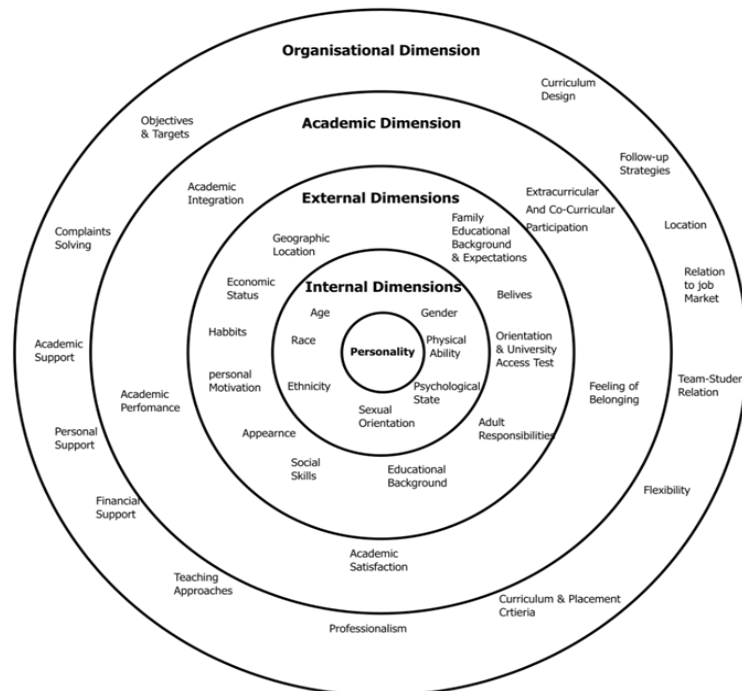 Organisational Dimension
Curriculum
Design
Objectives
& Targets
Academic Dimension
Follow-up
Strategies
Academic
Integration
External Dimensions
Extracurricular
And Co-Curricular
Participation
Family
Educational
Background
& Expectations
Location
Complaints
Solving
Geographic
Location
Relation
to job
Market
Economic
Status
Internal Dimensions
Belives
Age
Gender
Habbits
Race
Personality
Physical
Ability
Orientation
& University
Access Test
Academic
Support
personal
Motivation
Ethnicity
Psychological
State
Feeling of
Belonging
Team-Student
Relation
Academic
Perfomance
Sexual
Orientation
Personal
Support
Appearnce
Adult
Responsibilities
Social
Skills
Educational
Background
Financial
Support
Flexibility
Academic
Satisfaction
Teaching
Approaches
Curriculum & Placement
Crtieria
Professionalism